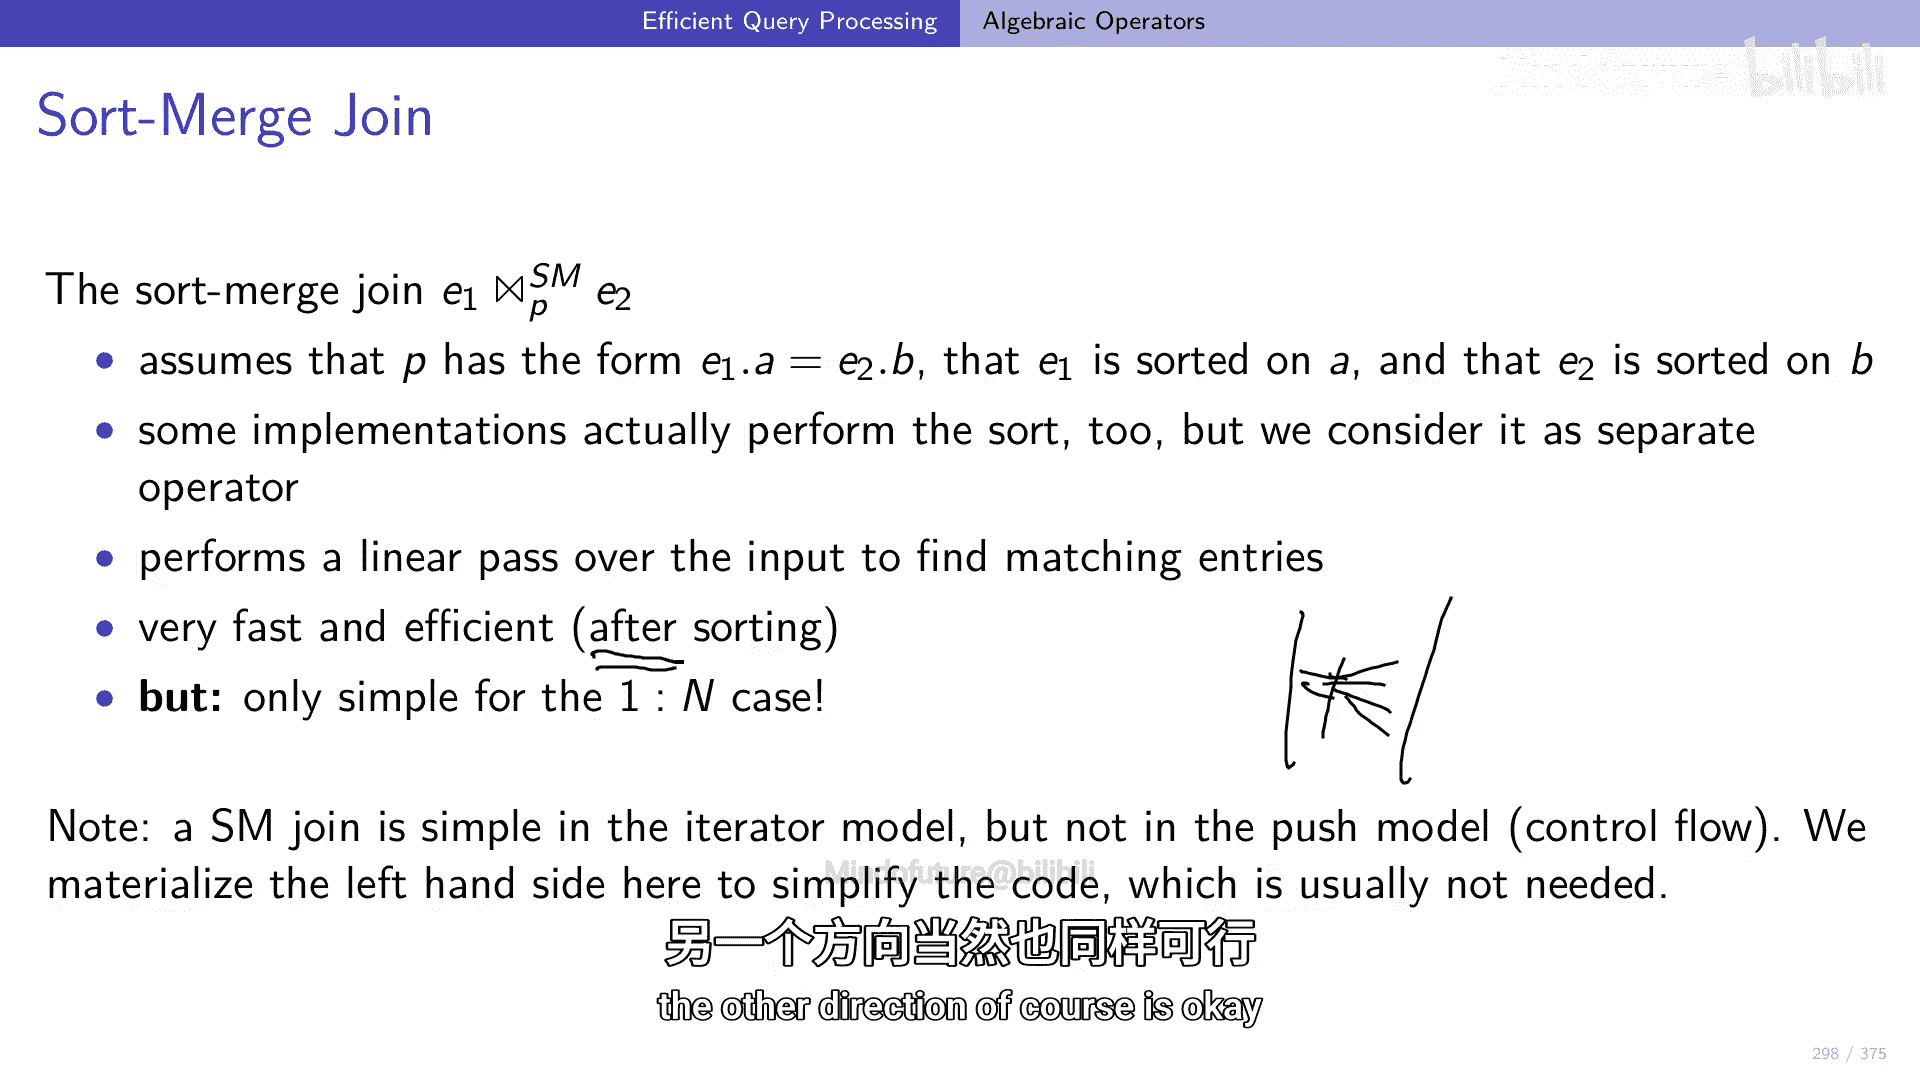 Efficient Query Processing Algebraic Operators
bilibili
Sort-Merge Join
The sort-merge join e₁ ⋈ₚˢᴹ e₂
• assumes that p has the form e₁.a = e₂.b, that e₁ is sorted on a, and that e₂ is sorted on b
• some implementations actually perform the sort, too, but we consider it as separate
operator
• performs a linear pass over the input to find matching entries
• very fast and efficient (after sorting)
• but: only simple for the 1 : N case!
Note: a SM join is simple in the iterator model, but not in the push model (control flow). We
materialize the left hand side here to simplify the code, which is usually not needed.
Mindofuture@bilibili
另一个方向当然也同样可行
the other direction of course is okay
298 / 375